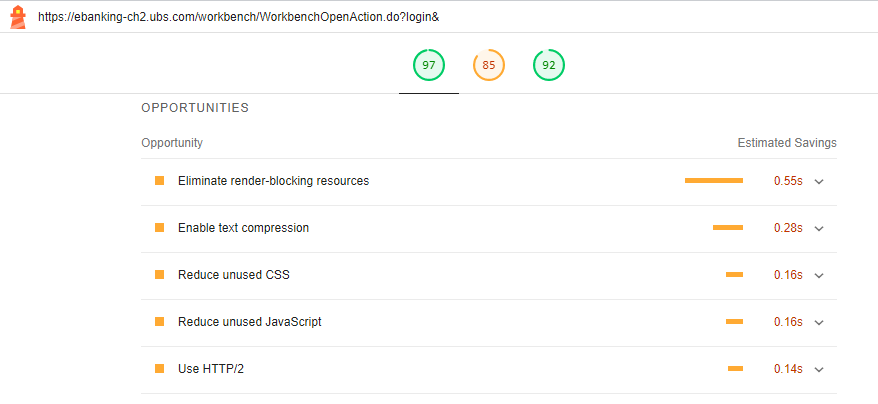 https://ebanking-ch2.ubs.com/workbench/WorkbenchOpenAction.do?login&
97 85 92
OPPORTUNITIES
Opportunity Estimated Savings
Eliminate render-blocking resources 0.55s
Enable text compression 0.28s
Reduce unused CSS 0.16s
Reduce unused JavaScript 0.16s
Use HTTP/2 0.14s